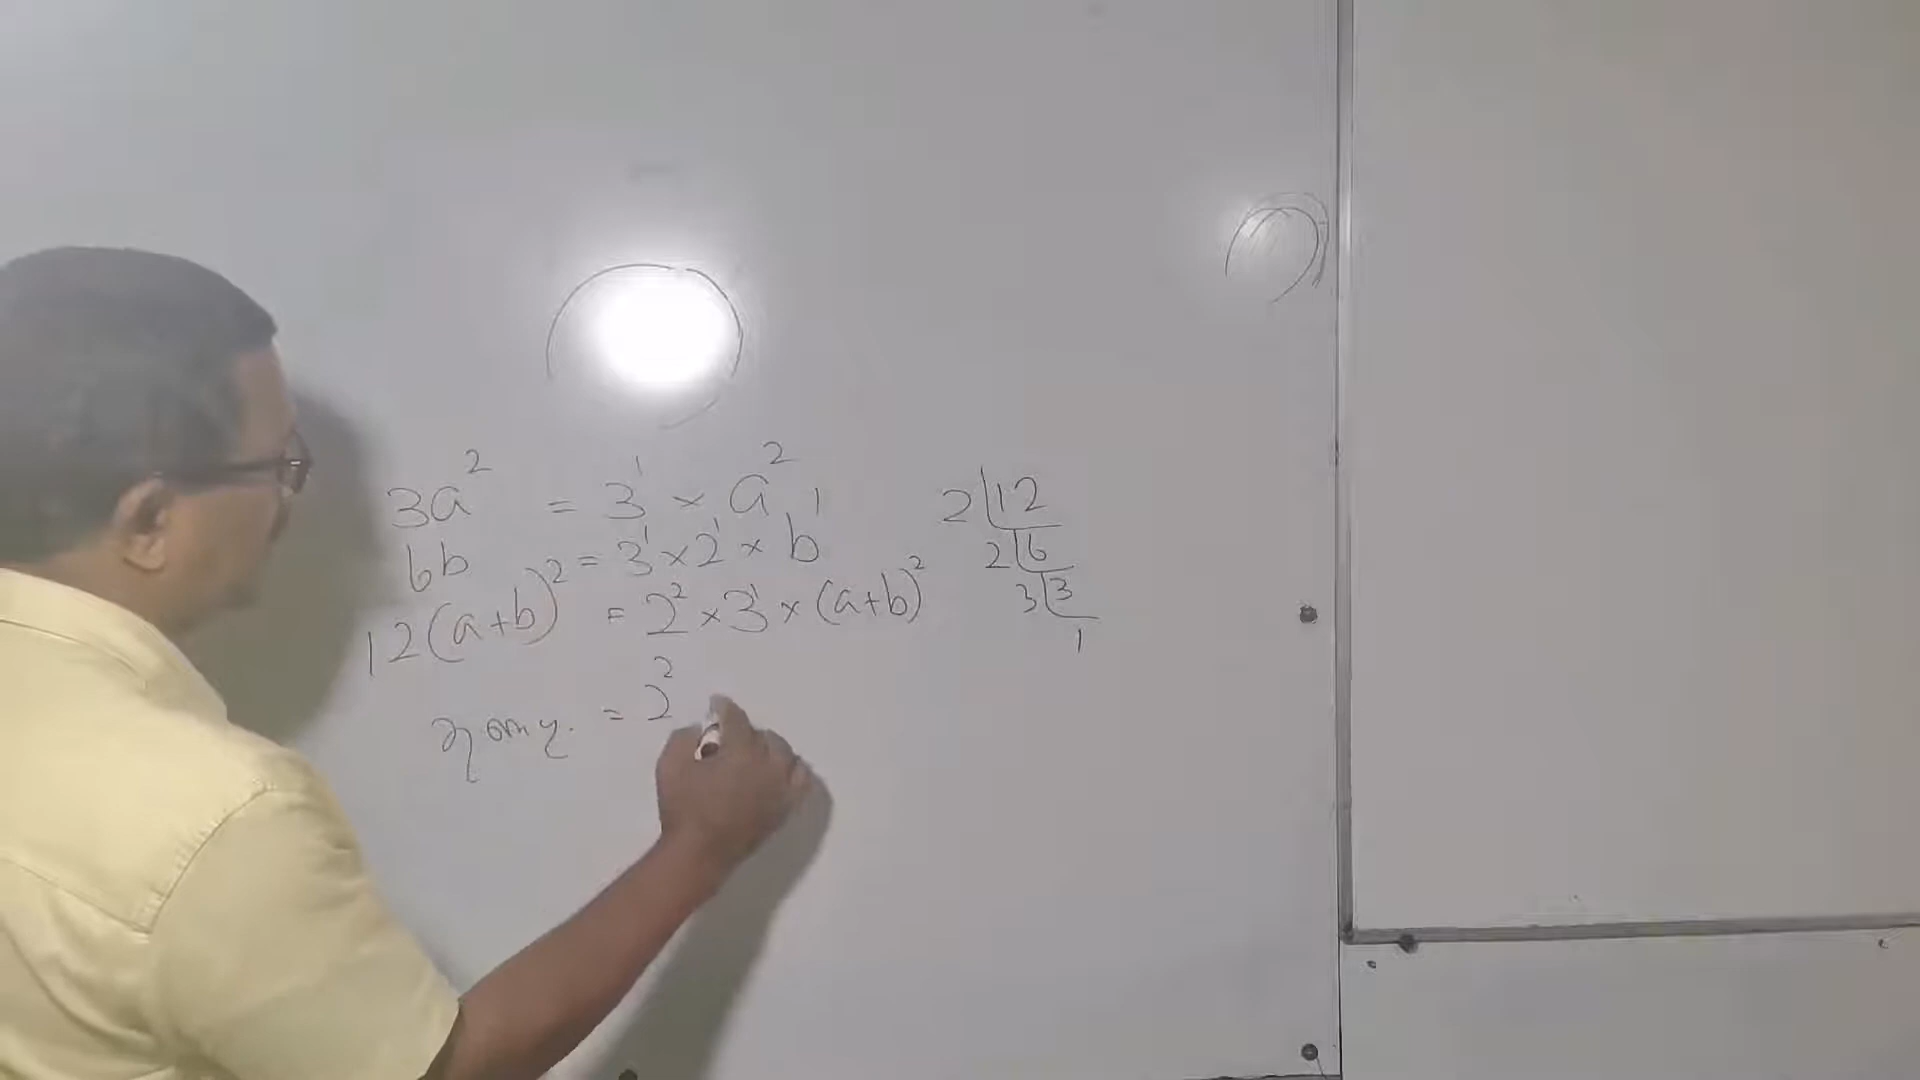 3a² = 3¹ × a²
6b = 3¹ × 2¹ × b¹
12(a+b)² = 2² × 3¹ × (a+b)²
= 2²
2 12
2 6
3 3
1